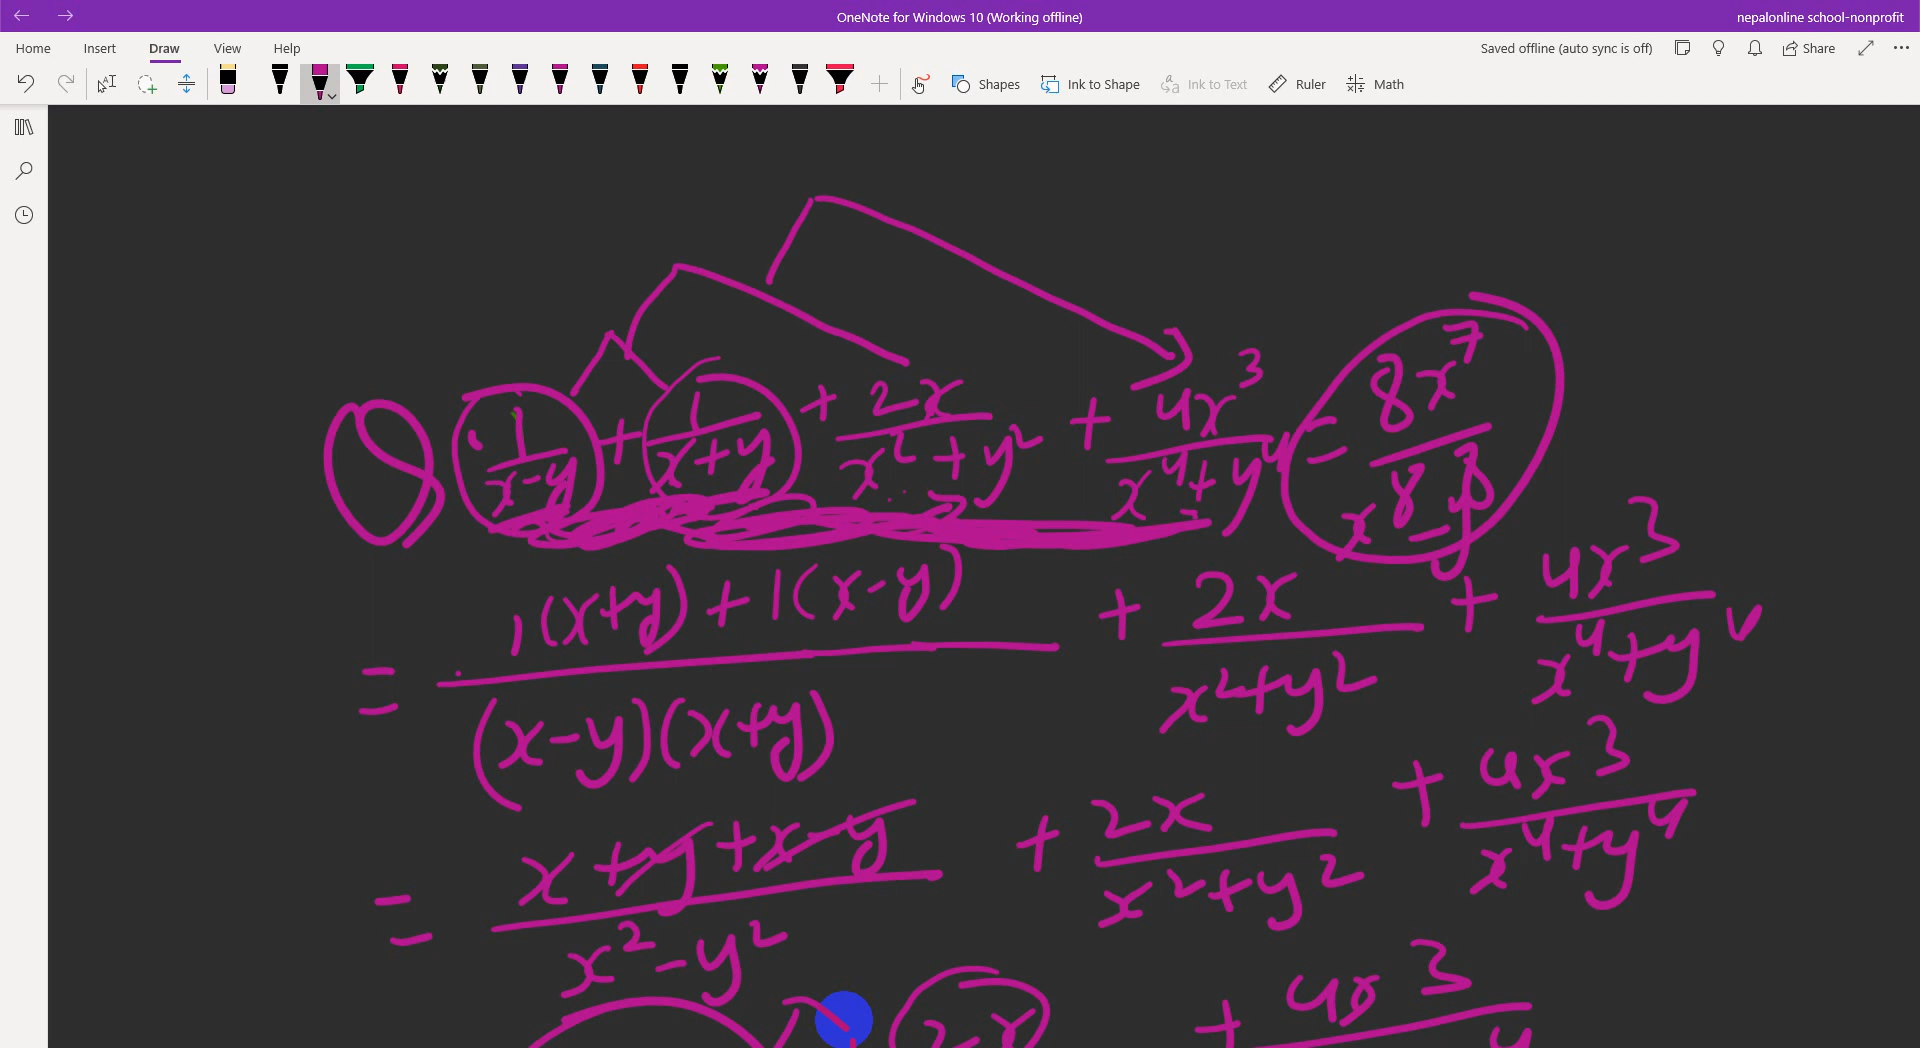 OneNote for Windows 10 (Working offline)
nepalonline school-nonprofit
Home Insert Draw View Help
Saved offline (auto sync is off) Share
Shapes Ink to Shape Ink to Text Ruler Math
Q 1/(x-y) + 1/(x+y) + 2x/(x²+y²) + 4x³/(x⁴+y⁴) = 8x⁷/(x⁸-y⁸)
= (1(x+y)+1(x-y))/((x-y)(x+y)) + 2x/(x²+y²) + 4x³/(x⁴+y⁴)
= (x+y+x-y)/(x²-y²) + 2x/(x²+y²) + 4x³/(x⁴+y⁴)
2x + 4x³